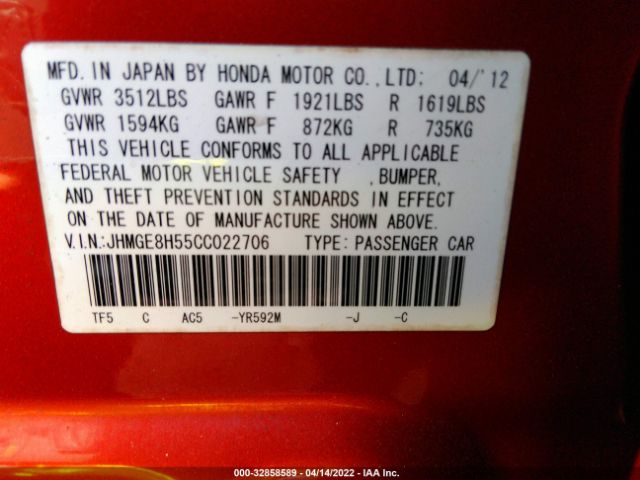 MFD. IN JAPAN BY HONDA MOTOR CO.,LTD: 04/'12
GVWR 3512LBS GAWR F 1921LBS R 1619LBS
GVWR 1594KG GAWR F 872KG R 735KG
THIS VEHICLE CONFORMS TO ALL APPLICABLE
FEDERAL MOTOR VEHICLE SAFETY ,BUMPER,
AND THEFT PREVENTION STANDARDS IN EFFECT
ON THE DATE OF MANUFACTURE SHOWN ABOVE.
V.I.N.:JHMGE8H55CC022706 TYPE: PASSENGER CAR
TF5 C AC5 -YR592M -J -C
000-32858589 - 04/14/2022 - IAA Inc.